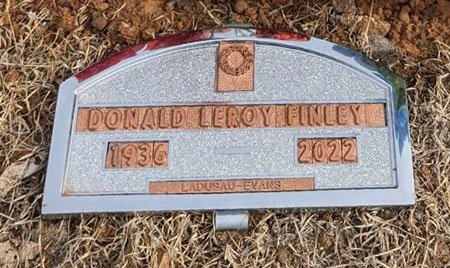 DONALD LEROY FINLEY
1936 2022
LADUSAU-EVANS